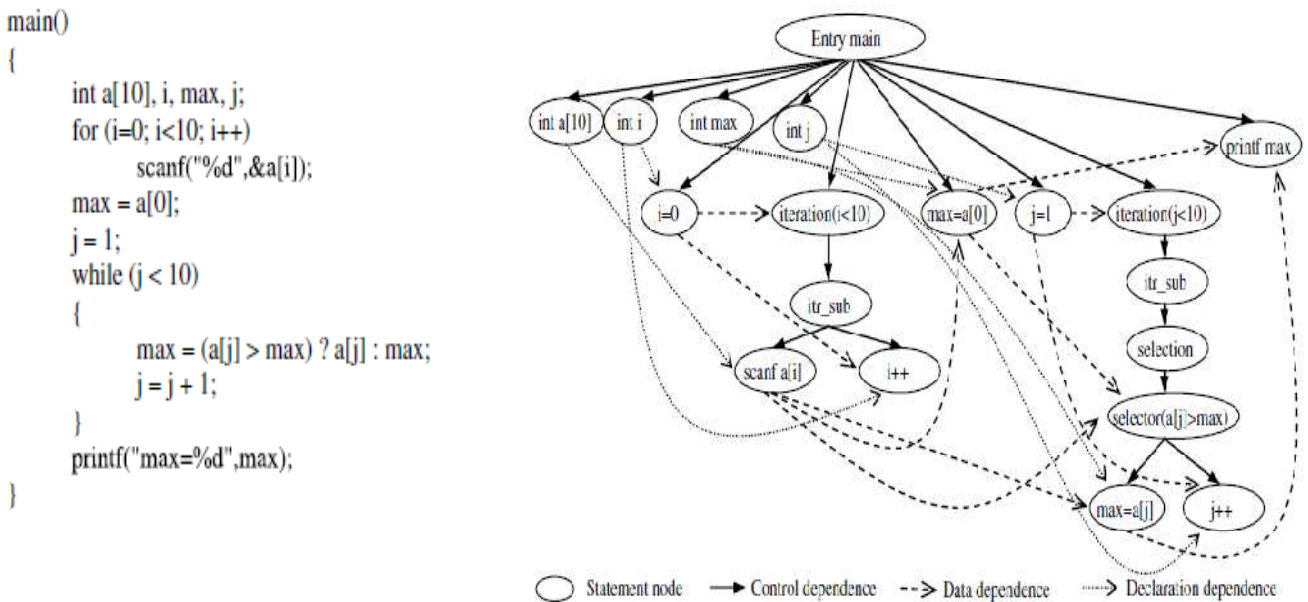 main()
{
int a[10], i, max, j;
for (i=0; i<10; i++)
scanf("%d",&a[i]);
max = a[0];
j = 1;
while (j < 10)
{
max = (a[j] > max) ? a[j] : max;
j = j + 1;
}
printf("max=%d",max);
}
Entry main
int a[10]
int i
int max
int j
printf max
i=0
iteration(i<10)
max=a[0]
j=1
iteration(j<10)
itr_sub
itr_sub
selection
scanf a[i]
i++
selector(a[j]>max)
max=a[j]
j++
Statement node
Control dependence
Data dependence
Declaration dependence